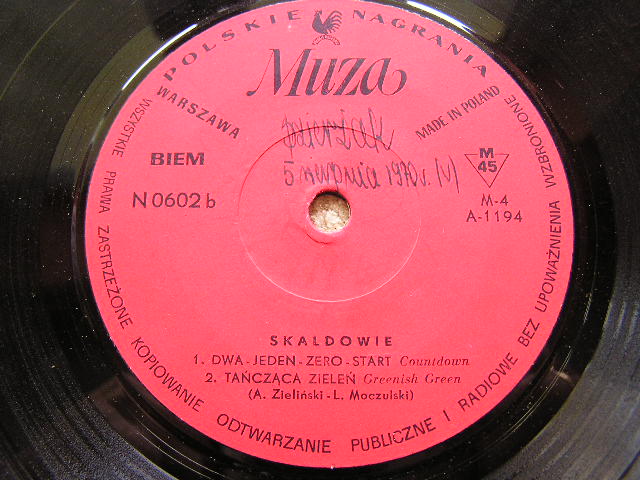 POLSKIE NAGRANIA
Muza
WARSZAWA
MADE IN POLAND
BIEM
N 0602 b
M
45
M-4
A-1194
5 sierpnia 1970 r.
SKALDOWIE
1. DWA-JEDEN-ZERO-START Countdown
2. TAŃCZĄCA ZIELEŃ Greenish Green
(A. Zieliński - L. Moczulski)
WSZYSTKIE PRAWA ZASTRZEŻONE KOPIOWANIE ODTWARZANIE PUBLICZNE I RADIOWE BEZ UPOWAŻNIENIA WZBRONIONE